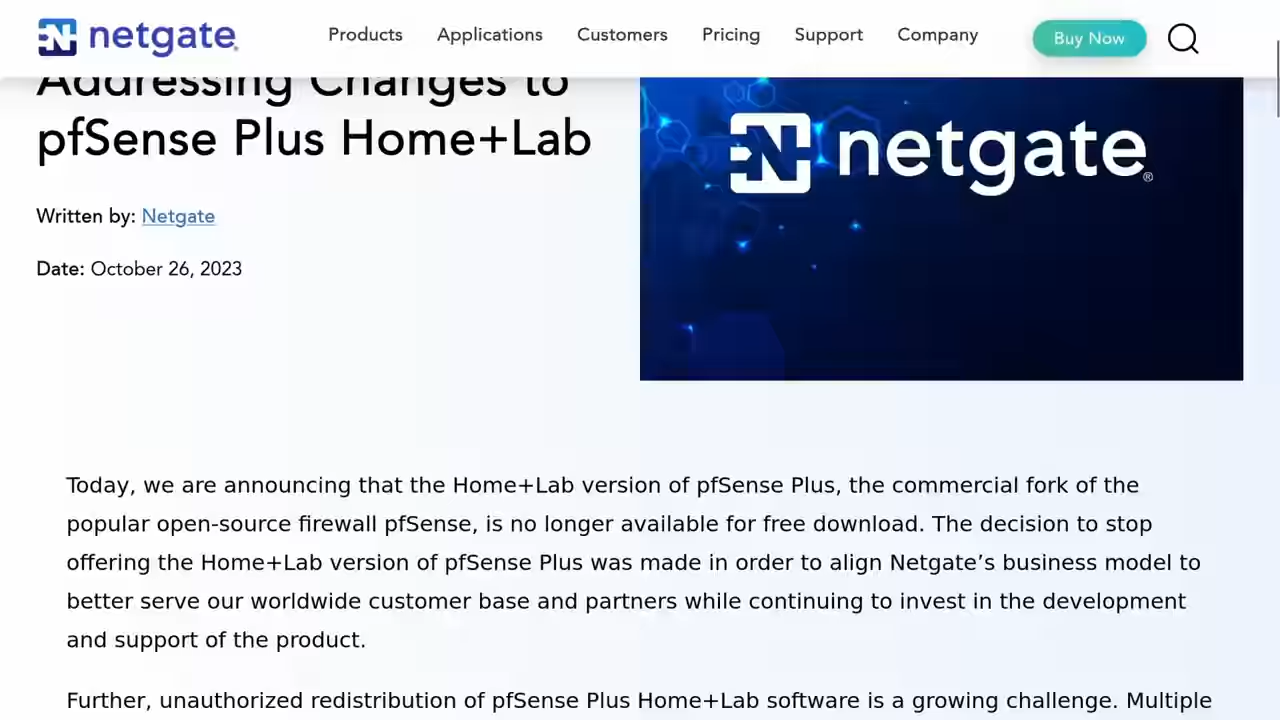 netgate®
Products Applications Customers Pricing Support Company Buy Now
Addressing Changes to
pfSense Plus Home+Lab
netgate®
Written by: Netgate
Date: October 26, 2023
Today, we are announcing that the Home+Lab version of pfSense Plus, the commercial fork of the
popular open-source firewall pfSense, is no longer available for free download. The decision to stop
offering the Home+Lab version of pfSense Plus was made in order to align Netgate’s business model to
better serve our worldwide customer base and partners while continuing to invest in the development
and support of the product.
Further, unauthorized redistribution of pfSense Plus Home+Lab software is a growing challenge. Multiple